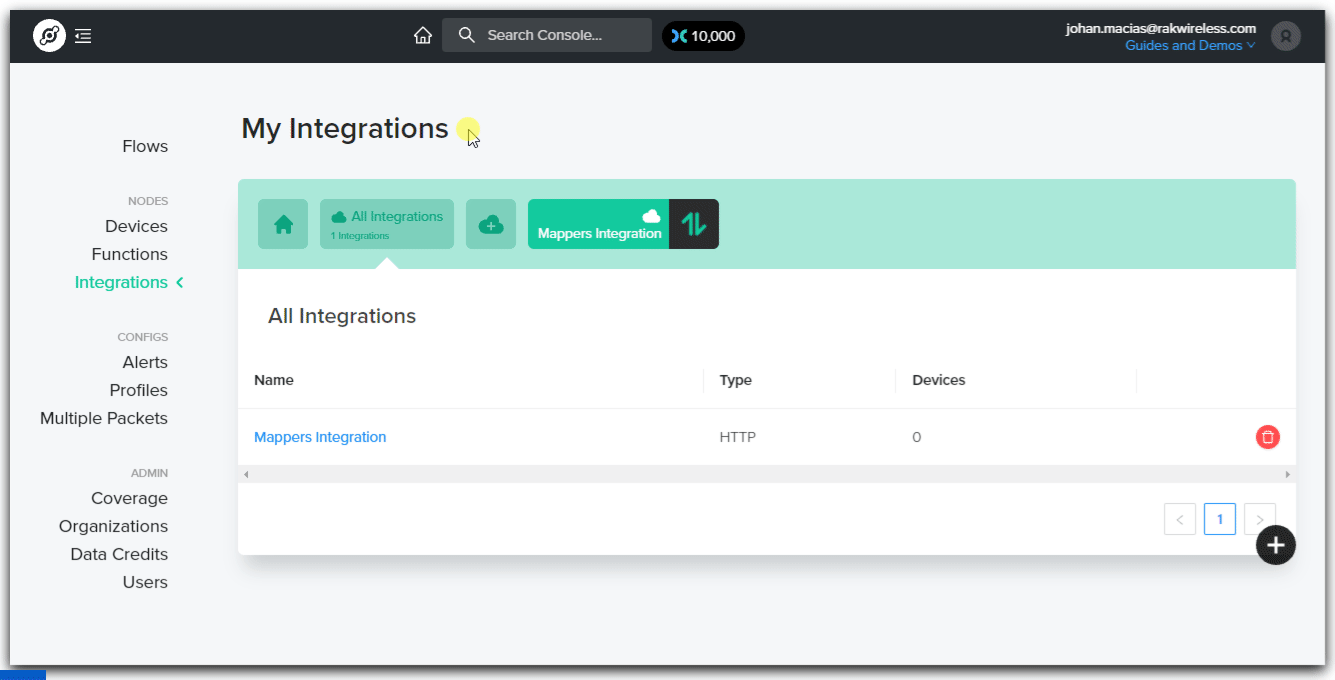 Search Console...
10,000
johan.macias@rakwireless.com
Guides and Demos
My Integrations
Flows
NODES
Devices
Functions
Integrations
CONFIGS
Alerts
Profiles
Multiple Packets
ADMIN
Coverage
Organizations
Data Credits
Users
All Integrations
1 Integrations
Mappers Integration
All Integrations
Name Type Devices
Mappers Integration HTTP 0
1